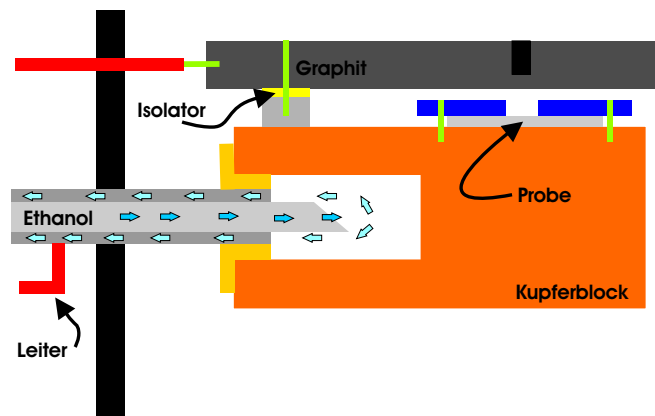 Graphit
Isolator
Probe
Ethanol
Kupferblock
Leiter